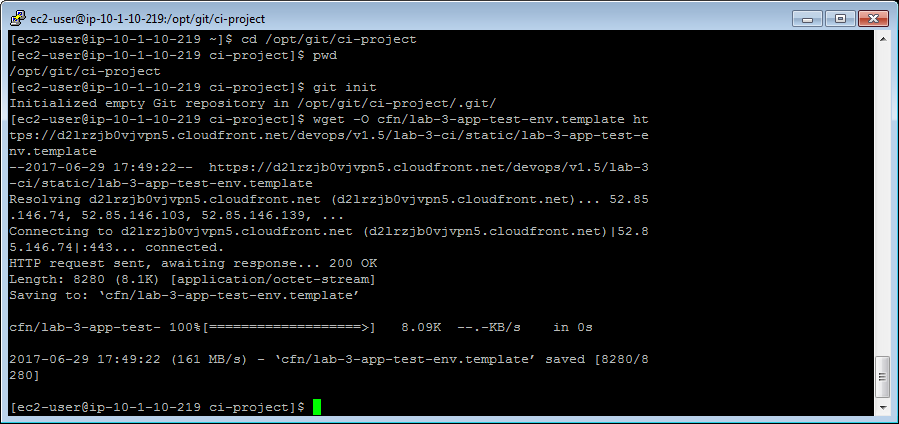 ec2-user@ip-10-1-10-219:/opt/git/ci-project
[ec2-user@ip-10-1-10-219 ~]$ cd /opt/git/ci-project
[ec2-user@ip-10-1-10-219 ci-project]$ pwd
/opt/git/ci-project
[ec2-user@ip-10-1-10-219 ci-project]$ git init
Initialized empty Git repository in /opt/git/ci-project/.git/
[ec2-user@ip-10-1-10-219 ci-project]$ wget -O cfn/lab-3-app-test-env.template ht
tps://d2lrzjb0vjvpn5.cloudfront.net/devops/v1.5/lab-3-ci/static/lab-3-app-test-e
nv.template
--2017-06-29 17:49:22--  https://d2lrzjb0vjvpn5.cloudfront.net/devops/v1.5/lab-3
-ci/static/lab-3-app-test-env.template
Resolving d2lrzjb0vjvpn5.cloudfront.net (d2lrzjb0vjvpn5.cloudfront.net)... 52.85
.146.74, 52.85.146.103, 52.85.146.139, ...
Connecting to d2lrzjb0vjvpn5.cloudfront.net (d2lrzjb0vjvpn5.cloudfront.net)|52.8
5.146.74|:443... connected.
HTTP request sent, awaiting response... 200 OK
Length: 8280 (8.1K) [application/octet-stream]
Saving to: ‘cfn/lab-3-app-test-env.template’
cfn/lab-3-app-test- 100%[===================>]   8.09K  --.-KB/s    in 0s
2017-06-29 17:49:22 (161 MB/s) - ‘cfn/lab-3-app-test-env.template’ saved [8280/8
280]
[ec2-user@ip-10-1-10-219 ci-project]$